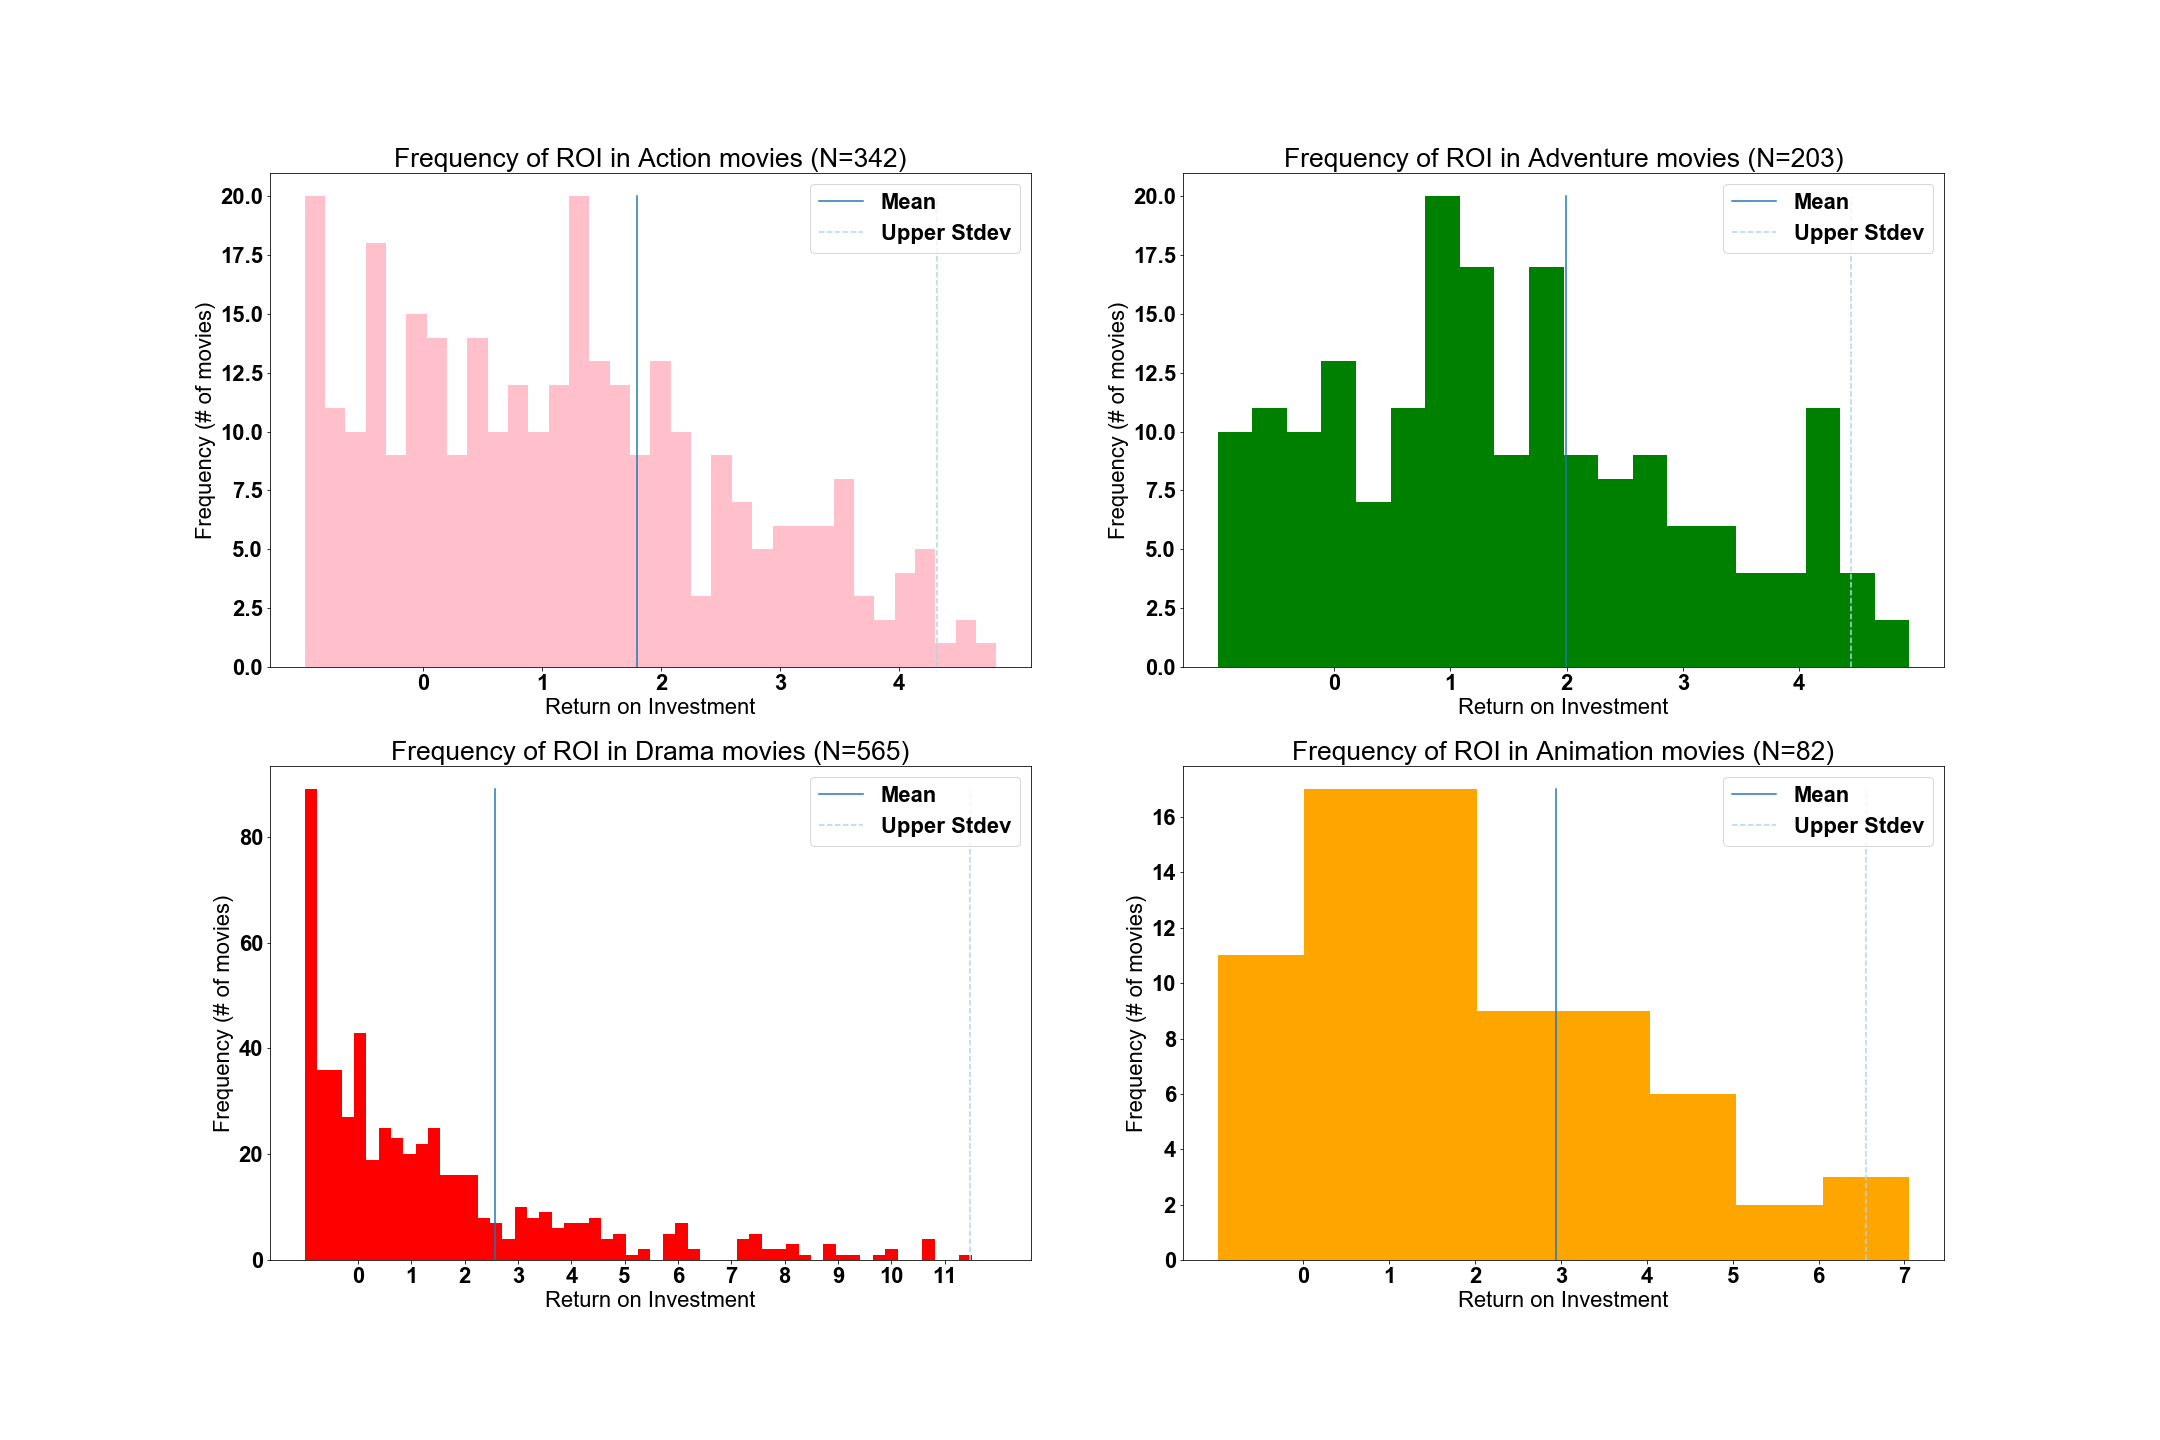 Frequency of ROI in Action movies (N=342)
Frequency (# of movies)
20.0
17.5
15.0
12.5
10.0
7.5
5.0
2.5
0.0
Mean
Upper Stdev
0 1 2 3 4
Return on Investment
Frequency of ROI in Adventure movies (N=203)
Frequency (# of movies)
20.0
17.5
15.0
12.5
10.0
7.5
5.0
2.5
0.0
Mean
Upper Stdev
0 1 2 3 4
Return on Investment
Frequency of ROI in Drama movies (N=565)
Frequency (# of movies)
80
60
40
20
0
Mean
Upper Stdev
0 1 2 3 4 5 6 7 8 9 10 11
Return on Investment
Frequency of ROI in Animation movies (N=82)
Frequency (# of movies)
16
14
12
10
8
6
4
2
0
Mean
Upper Stdev
0 1 2 3 4 5 6 7
Return on Investment